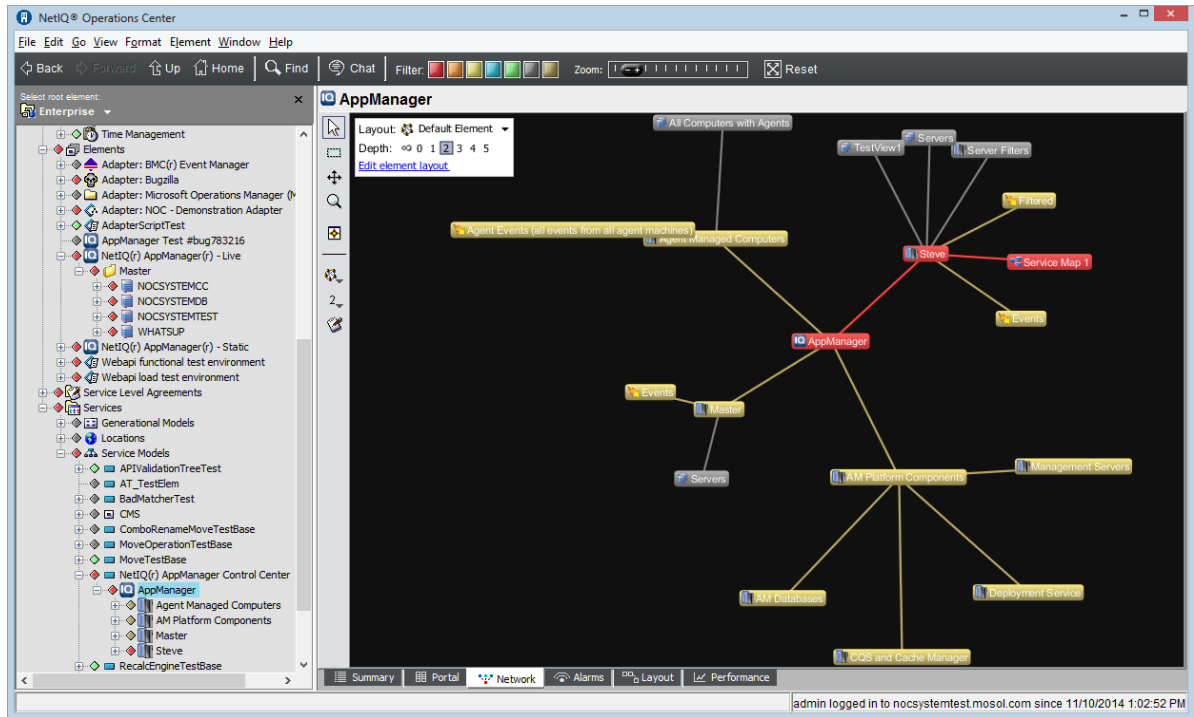 NetIQ® Operations Center
File Edit Go View Format Element Window Help
Back Forward Up Home Find Chat Filter: Zoom: Reset
Select root element:
Enterprise
Time Management
Elements
Adapter: BMC(r) Event Manager
Adapter: Bugzilla
Adapter: Microsoft Operations Manager (M
Adapter: NOC - Demonstration Adapter
AdapterScriptTest
AppManager Test #bug783216
NetIQ(r) AppManager(r) - Live
Master
NOCSYSTEMCC
NOCSYSTEMDB
NOCSYSTEMTEST
WHATSUP
NetIQ(r) AppManager(r) - Static
Webapi functional test environment
Webapi load test environment
Service Level Agreements
Services
Generational Models
Locations
Service Models
APIValidationTreeTest
AT_TestElem
BadMatcherTest
CMS
ComboRenameMoveTestBase
MoveOperationTestBase
MoveTestBase
NetIQ(r) AppManager Control Center
AppManager
Agent Managed Computers
AM Platform Components
Master
Steve
RecalcEngineTestBase
IQ AppManager
Layout: Default Element
Depth: ∞ 0 1 2 3 4 5
Edit element layout
2
All Computers with Agents
Servers
TestView1
Server Filters
Filtered
Agent Events (all events from all agent machines)
Agent Managed Computers
Steve
Service Map 1
Events
IQ AppManager
Events
Master
Servers
Management Servers
AM Platform Components
Deployment Service
AM Databases
CQS and Cache Manager
Summary Portal Network Alarms Layout Performance
admin logged in to nocsystemtest.mosol.com since 11/10/2014 1:02:52 PM